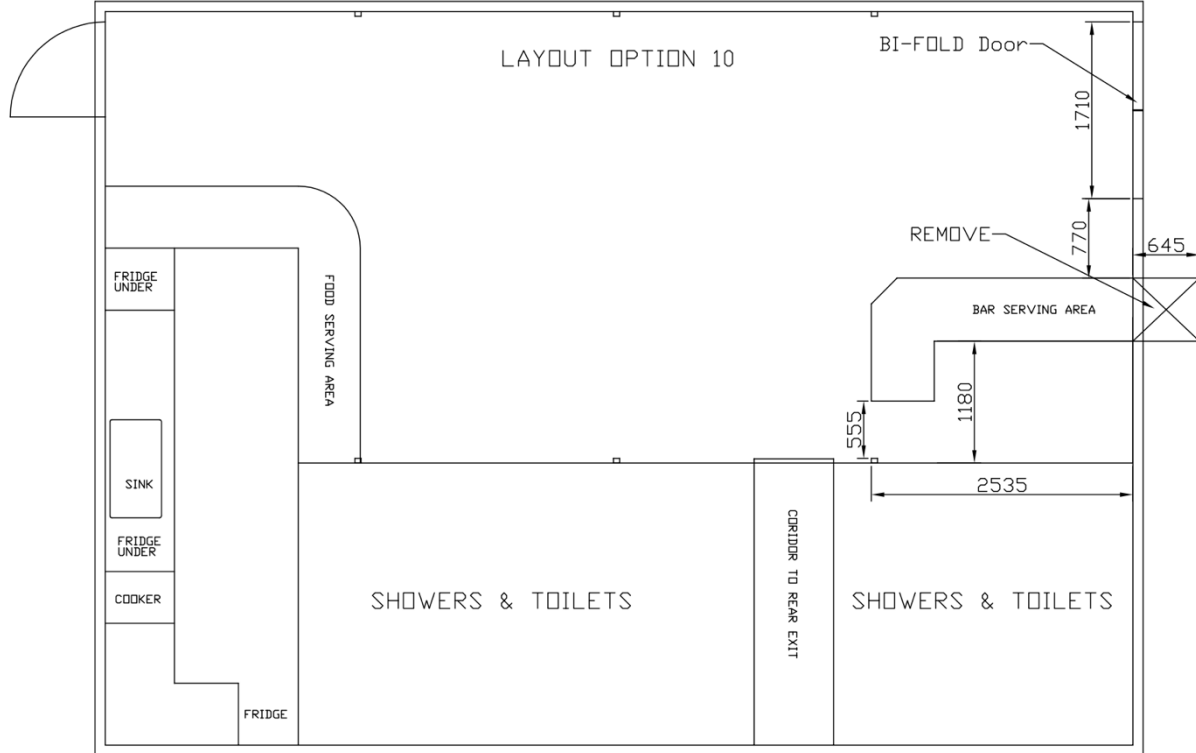 LAYOUT OPTION 10
BI-FOLD Door
1710
REMOVE
770
645
FRIDGE
UNDER
FOOD SERVING AREA
BAR SERVING AREA
1180
555
2535
SINK
FRIDGE
UNDER
COOKER
SHOWERS & TOILETS
CORIDOR TO REAR EXIT
SHOWERS & TOILETS
FRIDGE